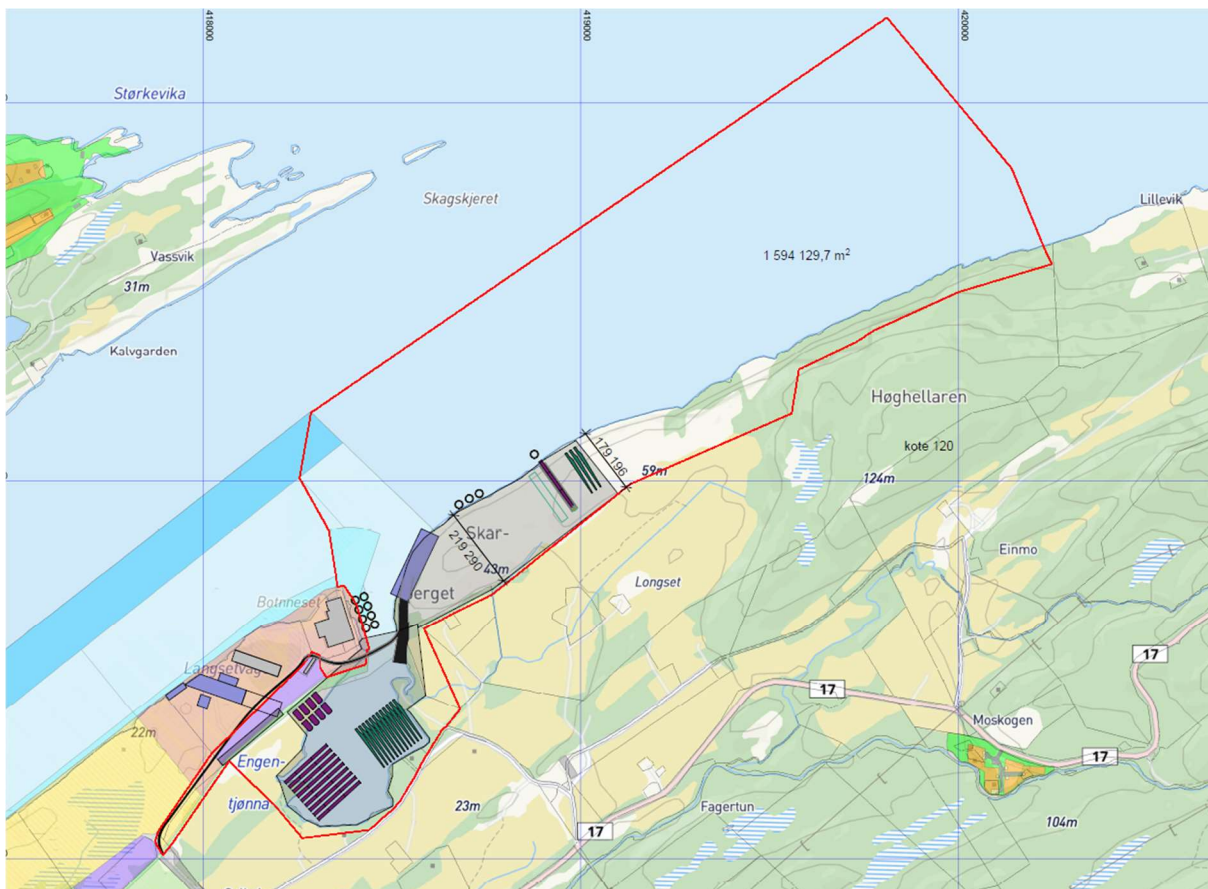 418000
419000
420000
Størkevika
Skagskjeret
Lillevik
Vassvik
31m
1 594 129,7 m²
Kalvgarden
Høghellaren
kote 120
179 196
59m
124m
Skar-
219 290
43m
berget
Einmo
Longset
Botnneset
Langsetvåg
17
17
Moskogen
22m
17
Engen-
tjønna
23m
Fagertun
17
104m